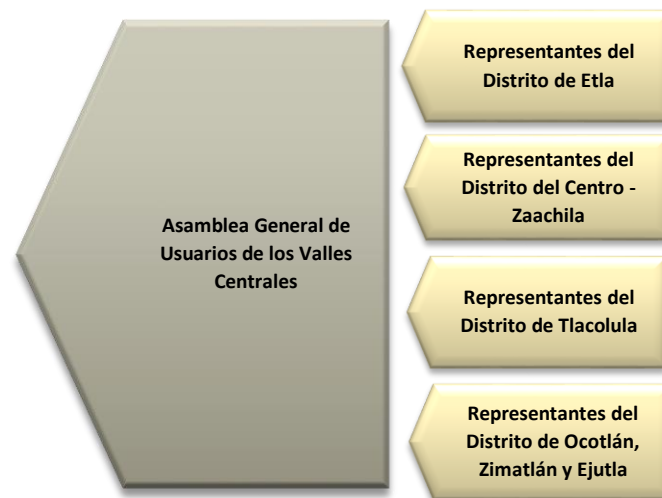 Asamblea General de
Usuarios de los Valles
Centrales
Representantes del
Distrito de Etla
Representantes del
Distrito del Centro -
Zaachila
Representantes del
Distrito de Tlacolula
Representantes del
Distrito de Ocotlán,
Zimatlán y Ejutla